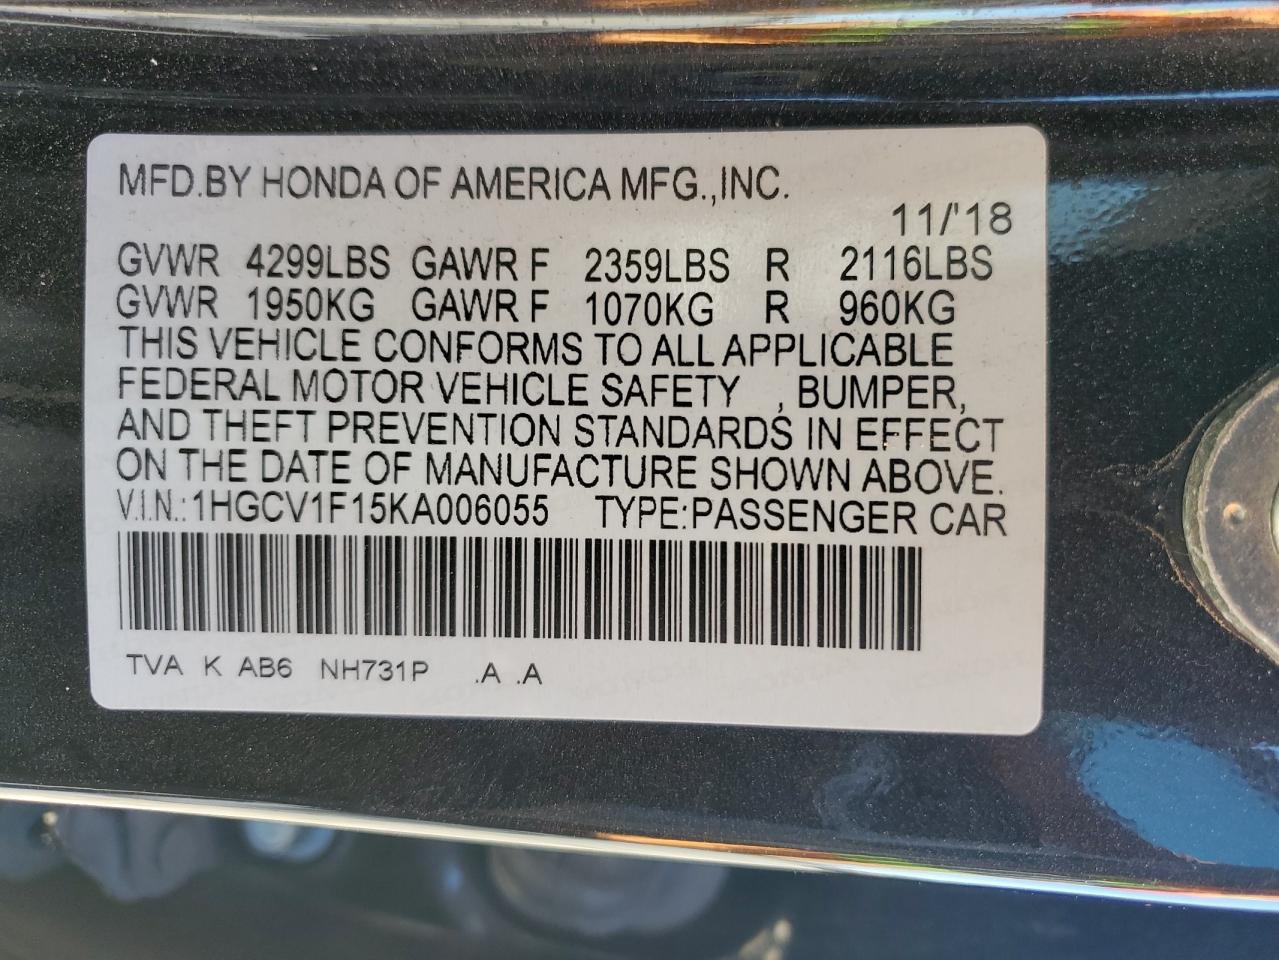 MFD.BY HONDA OF AMERICA MFG.,INC.
11/'18
GVWR 4299LBS GAWR F 2359LBS R 2116LBS
GVWR 1950KG GAWR F 1070KG R 960KG
THIS VEHICLE CONFORMS TO ALL APPLICABLE
FEDERAL MOTOR VEHICLE SAFETY , BUMPER,
AND THEFT PREVENTION STANDARDS IN EFFECT
ON THE DATE OF MANUFACTURE SHOWN ABOVE.
V.I.N.:1HGCV1F15KA006055 TYPE:PASSENGER CAR
TVA K AB6 NH731P .A .A